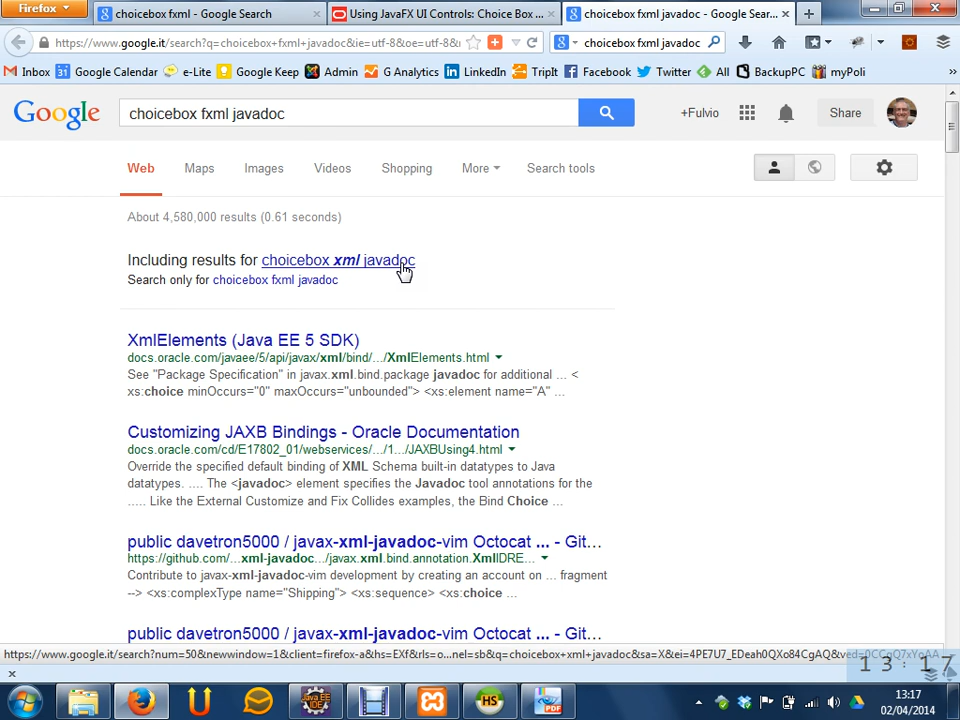 Firefox
choicebox fxml - Google Search
Using JavaFX UI Controls: Choice Box ...
choicebox fxml javadoc - Google Sear...
https://www.google.it/search?q=choicebox+fxml+javadoc&ie=utf-8&oe=utf-8&
choicebox fxml javadoc
Inbox
Google Calendar
e-Lite
Google Keep
Admin
G Analytics
LinkedIn
TripIt
Facebook
Twitter
All
BackupPC
myPoli
Google
choicebox fxml javadoc
+Fulvio
Share
Web
Maps
Images
Videos
Shopping
More
Search tools
About 4,580,000 results (0.61 seconds)
Including results for choicebox xml javadoc
Search only for choicebox fxml javadoc
XmlElements (Java EE 5 SDK)
docs.oracle.com/javaee/5/api/javax/xml/bind/.../XmlElements.html
See "Package Specification" in javax.xml.bind.package javadoc for additional ... <
xs:choice minOccurs="0" maxOccurs="unbounded"> <xs:element name="A" ...
Customizing JAXB Bindings - Oracle Documentation
docs.oracle.com/cd/E17802_01/webservices/.../1.../JAXBUsing4.html
Override the specified default binding of XML Schema built-in datatypes to Java
datatypes. .... The <javadoc> element specifies the Javadoc tool annotations for the
..... Like the External Customize and Fix Collides examples, the Bind Choice ...
public davetron5000 / javax-xml-javadoc-vim Octocat ... - Git...
https://github.com/...xml-javadoc.../javax.xml.bind.annotation.XmlIDRE...
Contribute to javax-xml-javadoc-vim development by creating an account on ... fragment
--> <xs:complexType name="Shipping"> <xs:sequence> <xs:choice ...
public davetron5000 / javax-xml-javadoc-vim Octocat ... - Git...
13:17
Java EE
IDE
HS
PDF
13:17
02/04/2014